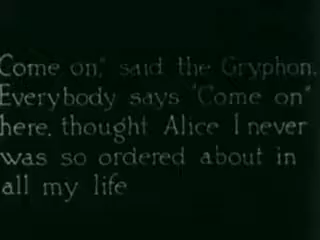 Come on," said the Gryphon.
Everybody says "Come on"
here. thought Alice I never
was so ordered about in
all my life